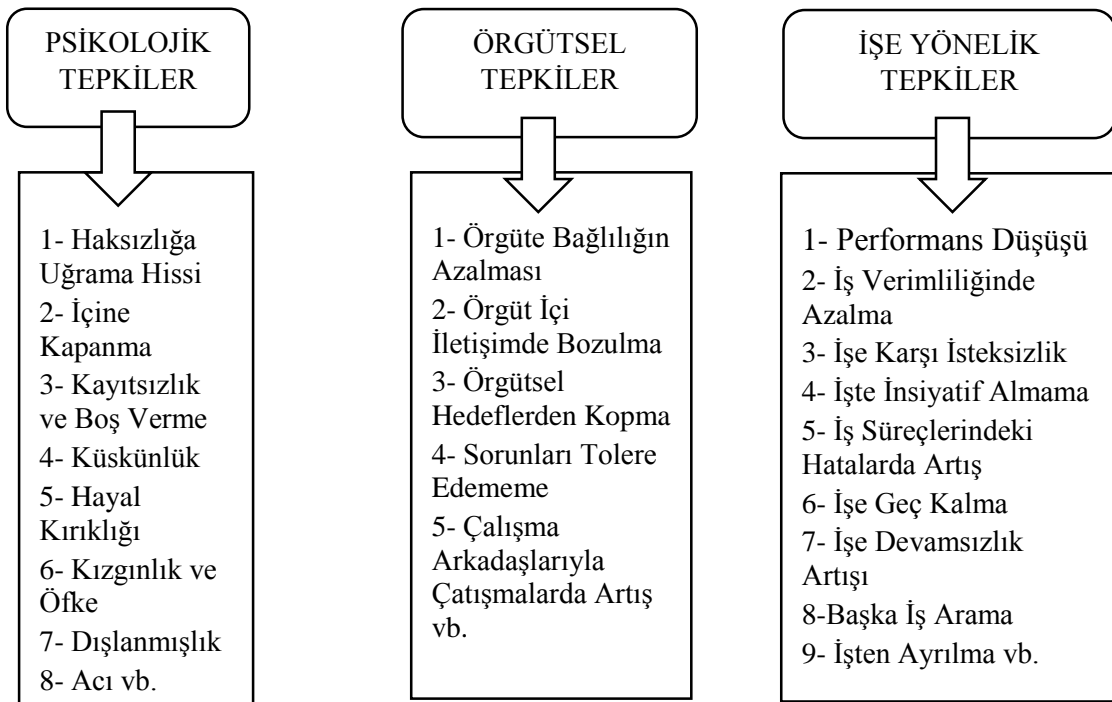 PSİKOLOJİK
TEPKİLER
1- Haksızlığa
Uğrama Hissi
2- İçine
Kapanma
3- Kayıtsızlık
ve Boş Verme
4- Küskünlük
5- Hayal
Kırıklığı
6- Kızgınlık ve
Öfke
7- Dışlanmışlık
8- Acı vb.
ÖRGÜTSEL
TEPKİLER
1- Örgüte Bağlılığın
Azalması
2- Örgüt İçi
İletişimde Bozulma
3- Örgütsel
Hedeflerden Kopma
4- Sorunları Tolere
Edememe
5- Çalışma
Arkadaşlarıyla
Çatışmalarda Artış
vb.
İŞE YÖNELİK
TEPKİLER
1- Performans Düşüşü
2- İş Verimliliğinde
Azalma
3- İşe Karşı İsteksizlik
4- İşte İnsiyatif Almama
5- İş Süreçlerindeki
Hatalarda Artış
6- İşe Geç Kalma
7- İşe Devamsızlık
Artışı
8-Başka İş Arama
9- İşten Ayrılma vb.